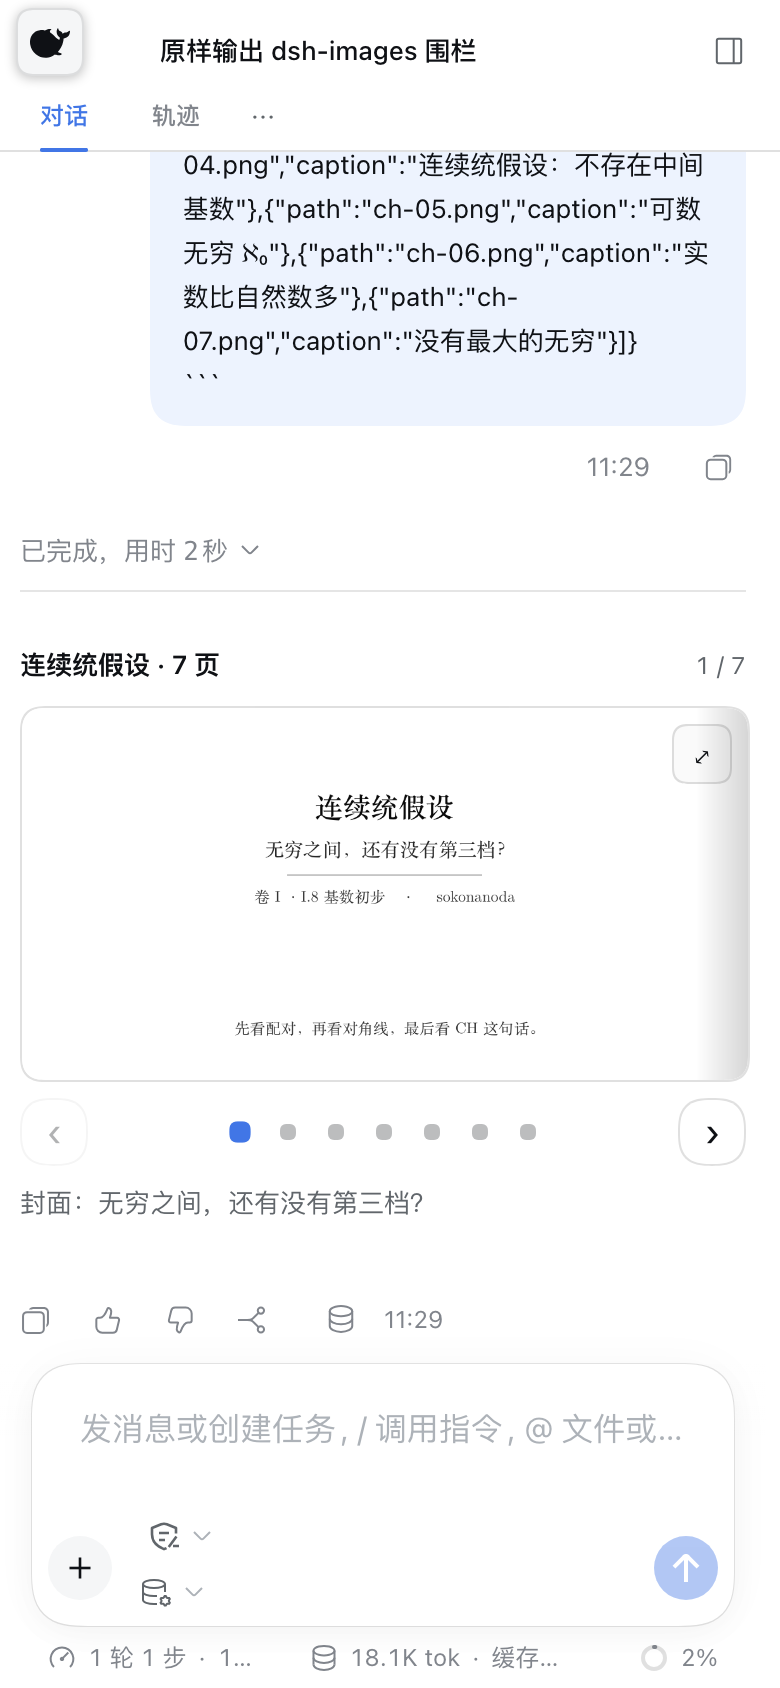 原样输出 dsh-images 围栏
对话 轨迹 ...
04.png","caption":"连续统假设：不存在中间
基数"},{"path":"ch-05.png","caption":"可数
无穷 ℵ₀"},{"path":"ch-06.png","caption":"实
数比自然数多"},{"path":"ch-
07.png","caption":"没有最大的无穷"}]}
```
11:29
已完成，用时 2 秒
连续统假设 · 7 页 1 / 7
连续统假设
无穷之间，还有没有第三档？
卷 I · I.8 基数初步 · sokonanoda
先看配对，再看对角线，最后看 CH 这句话。
封面：无穷之间，还有没有第三档？
11:29
发消息或创建任务, / 调用指令, @ 文件或...
1 轮 1 步 · 1... 18.1K tok · 缓存... 2%